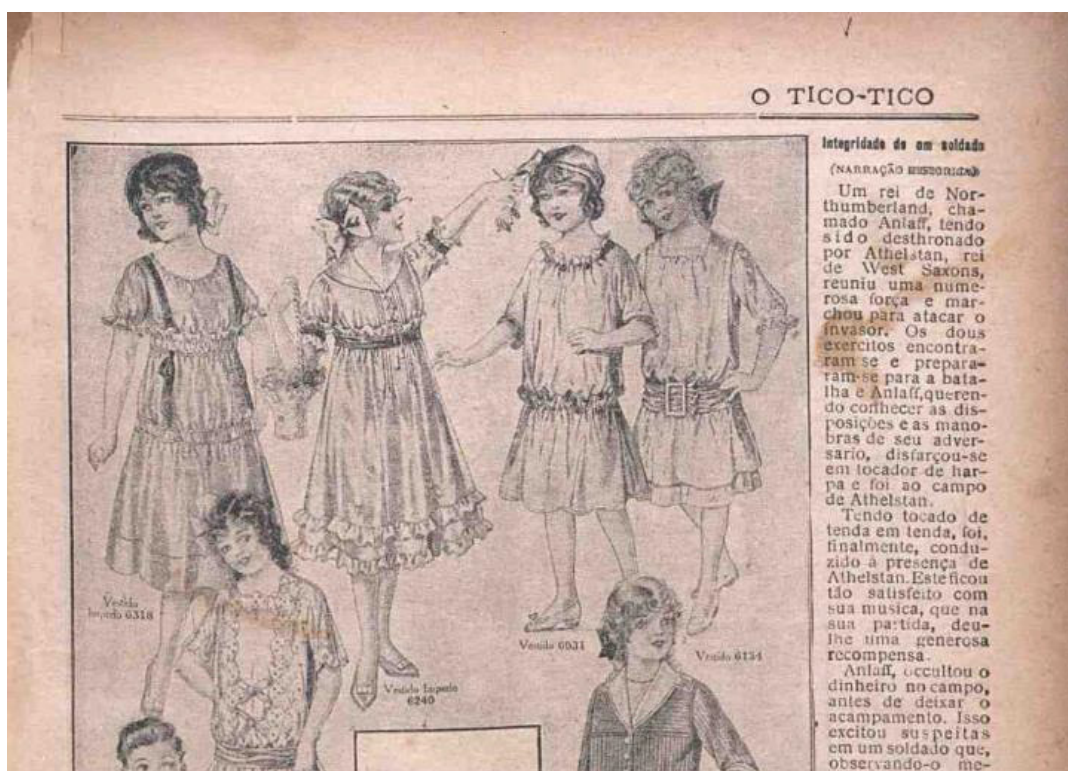 O TICO-TICO
Integridade de um soldado
(NARRAÇÃO HISTORICA)
Um rei de Nor-
thumberland, cha-
mado Anlaff, tendo
sido desthronado
por Athelstan, rei
de West Saxons,
reuniu uma nume-
rosa força e mar-
chou para atacar o
invasor. Os dous
exercitos encontra-
ram se e prepara-
ram-se para a bata-
lha e Anlaff,queren-
do conhecer as dis-
posições e as mano-
bras de seu adver-
sario, disfarçou-se
em tocador de har-
pa e foi ao campo
de Athelstan.
Tendo tocado de
tenda em tenda, foi,
finalmente, condu-
zido à presença de
Athelstan. Este ficou
tão satisfeito com
sua musica, que na
sua partida, deu-
lhe uma generosa
recompensa.
Anlaff, occultou o
dinheiro no campo,
antes de deixar o
acampamento. Isso
excitou suspeitas
em um soldado que,
observando-o me-
Vestido
Imperio 6318
Vestido Imperio
6240
Vestido 6031
Vestido 6134